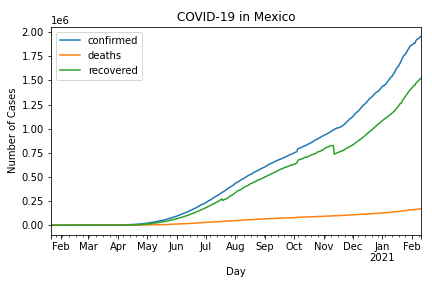 COVID-19 in Mexico
1e6
confirmed
deaths
recovered
2.00
1.75
1.50
1.25
1.00
0.75
0.50
0.25
0.00
Number of Cases
Feb Mar Apr May Jun Jul Aug Sep Oct Nov Dec Jan Feb
2021
Day